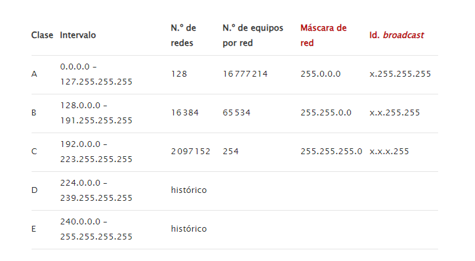 Clase Intervalo N.º de redes N.º de equipos por red Máscara de red Id. broadcast
A 0.0.0.0 – 127.255.255.255 128 16777214 255.0.0.0 x.255.255.255
B 128.0.0.0 – 191.255.255.255 16384 65534 255.255.0.0 x.x.255.255
C 192.0.0.0 – 223.255.255.255 2097152 254 255.255.255.0 x.x.x.255
D 224.0.0.0 – 239.255.255.255 histórico
E 240.0.0.0 – 255.255.255.255 histórico